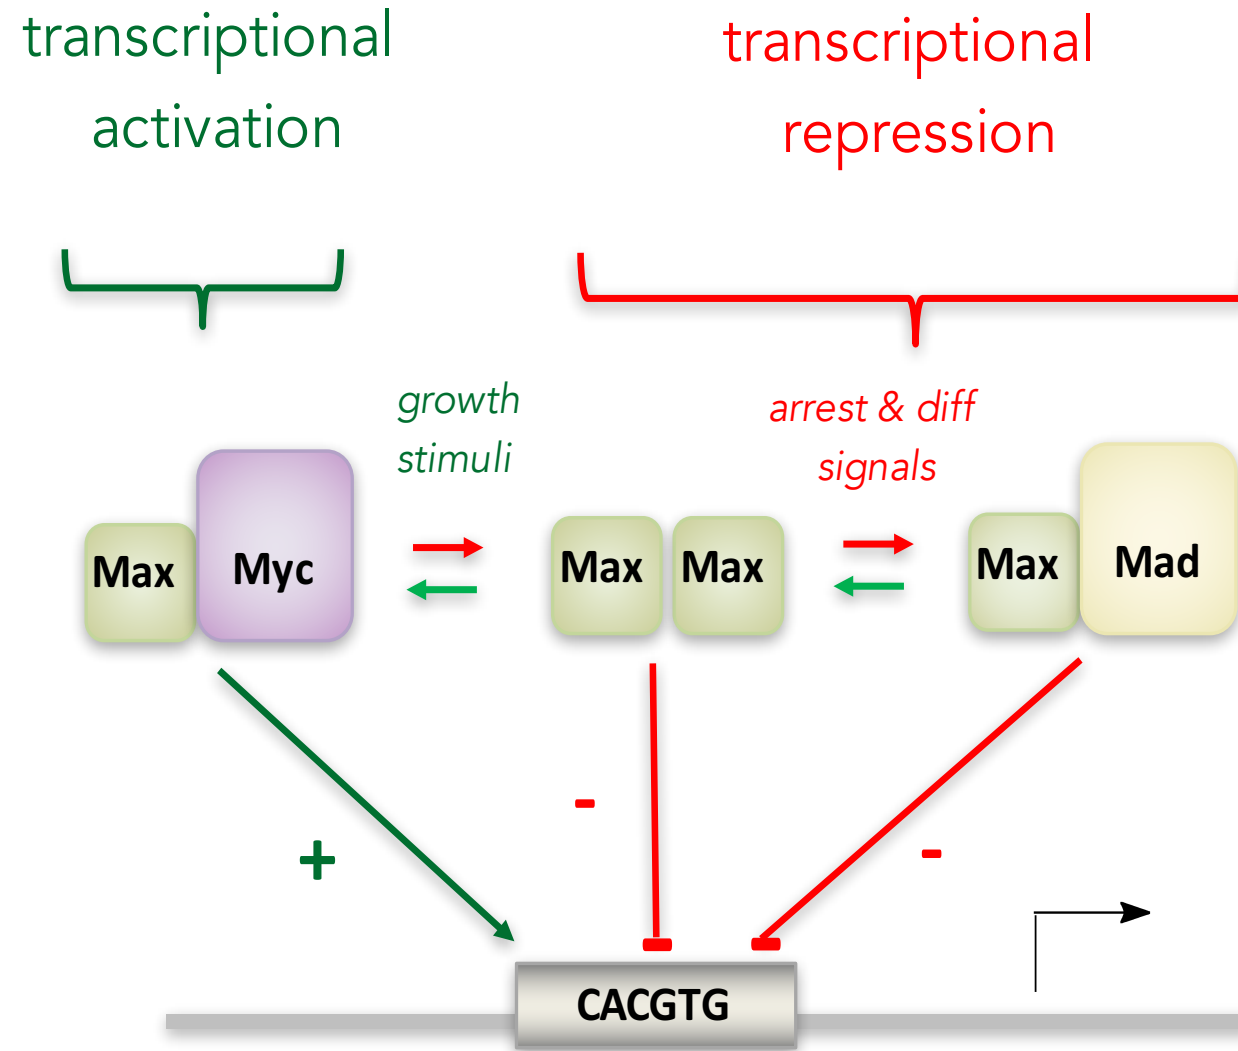 transcriptional
activation
transcriptional
repression
growth
stimuli
arrest & diff
signals
Max
Myc
Max
Max
Max
Mad
+
-
-
CACGTG